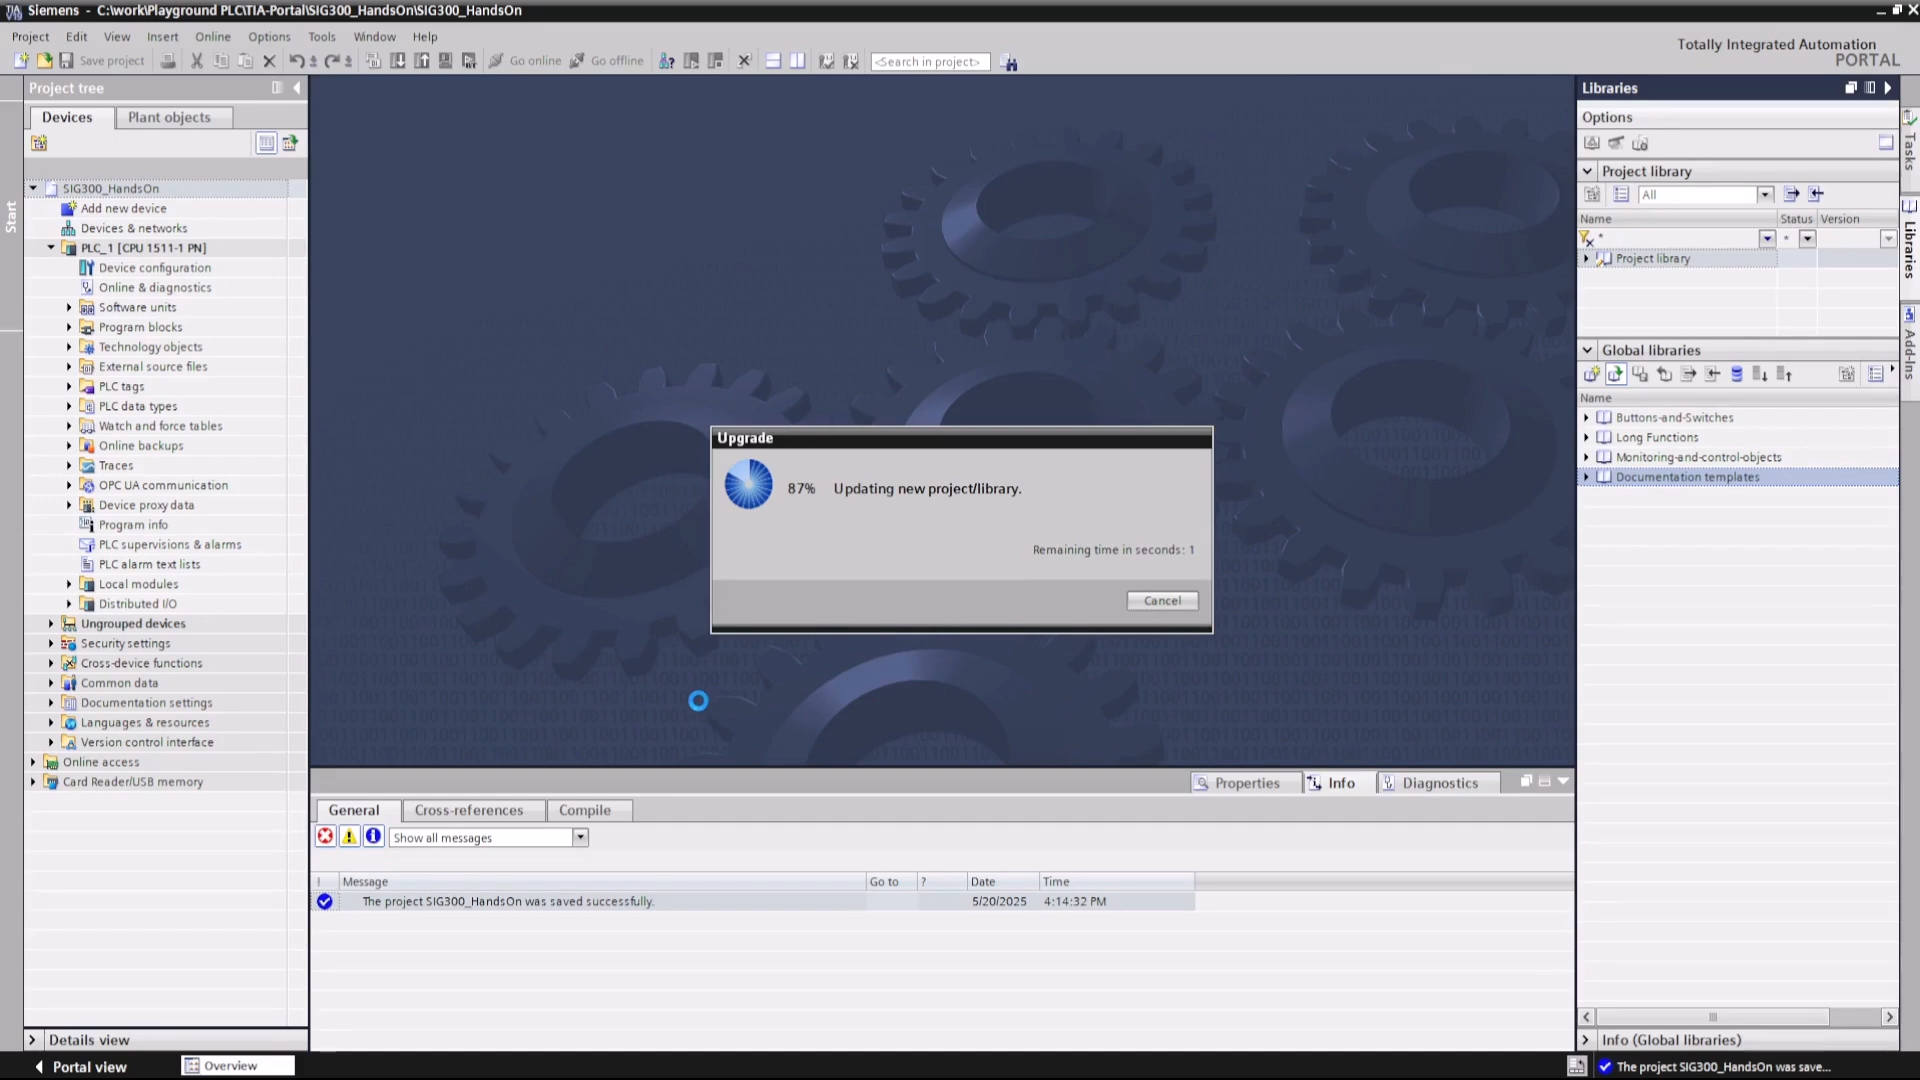 Siemens - C:\work\Playground PLC\TIA-Portal\SIG300_HandsOn\SIG300_HandsOn
Project Edit View Insert Online Options Tools Window Help
Totally Integrated Automation
PORTAL
Save project
Go online
Go offline
<Search in project>
Project tree
Devices
Plant objects
Start
SIG300_HandsOn
Add new device
Devices & networks
PLC_1 [CPU 1511-1 PN]
Device configuration
Online & diagnostics
Software units
Program blocks
Technology objects
External source files
PLC tags
PLC data types
Watch and force tables
Online backups
Traces
OPC UA communication
Device proxy data
Program info
PLC supervisions & alarms
PLC alarm text lists
Local modules
Distributed I/O
Ungrouped devices
Security settings
Cross-device functions
Common data
Documentation settings
Languages & resources
Version control interface
Online access
Card Reader/USB memory
Details view
Portal view
Overview
Upgrade
87% Updating new project/library.
Remaining time in seconds: 1
Cancel
Properties
Info
Diagnostics
General
Cross-references
Compile
Show all messages
! Message Go to ? Date Time
The project SIG300_HandsOn was saved successfully. 5/20/2025 4:14:32 PM
Libraries
Options
Project library
All
Name Status Version
* *
Project library
Global libraries
Name
Buttons-and-Switches
Long Functions
Monitoring-and-control-objects
Documentation templates
Info (Global libraries)
The project SIG300_HandsOn was save...
Tasks
Libraries
Add-Ins